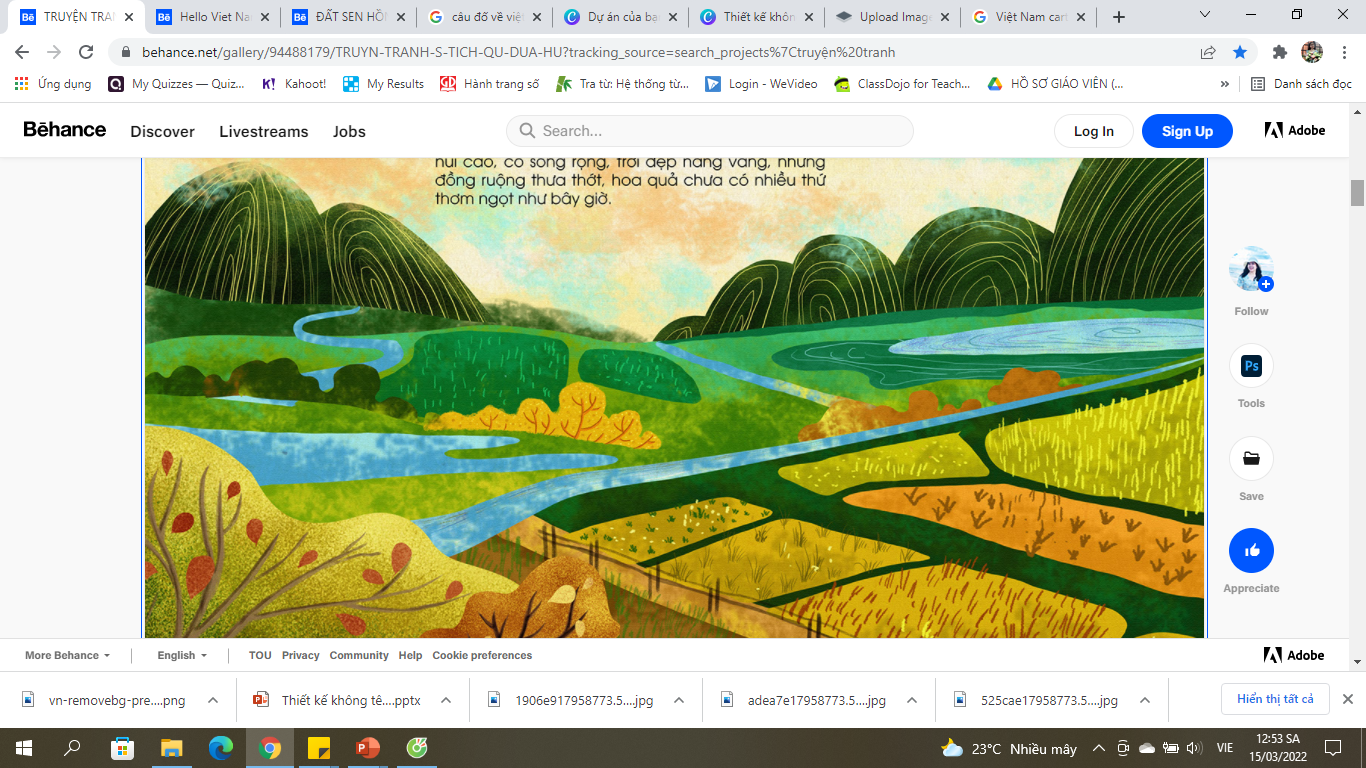 TRUYỆN TRAN
Hello Viet Na
ĐẤT SEN HỒN
câu đố về việt
Dự án của bạ
Thiết kế khôn
Upload Image
Việt Nam cart
behance.net/gallery/94488179/TRUYN-TRANH-S-TICH-QU-DUA-HU?tracking_source=search_projects%7Ctruyện%20tranh
Ứng dụng
My Quizzes — Quiz...
Kahoot!
My Results
Hành trang số
Tra từ: Hệ thống từ...
Login - WeVideo
ClassDojo for Teach...
HỒ SƠ GIÁO VIÊN (...
»
Danh sách đọc
Bēhance
Discover
Livestreams
Jobs
Search...
Log In
Sign Up
Adobe
núi cao, có sông rộng, trời đẹp nắng vàng, nhưng
đồng ruộng thưa thớt, hoa quả chưa có nhiều thứ
thơm ngọt như bây giờ.
Follow
Ps
Tools
Save
Appreciate
More Behance
English
TOU
Privacy
Community
Help
Cookie preferences
Adobe
vn-removebg-pre....png
Thiết kế không tê....pptx
1906e917958773.5....jpg
adea7e17958773.5....jpg
525cae17958773.5....jpg
Hiển thị tất cả
23°C Nhiều mây
VIE
12:53 SA
15/03/2022